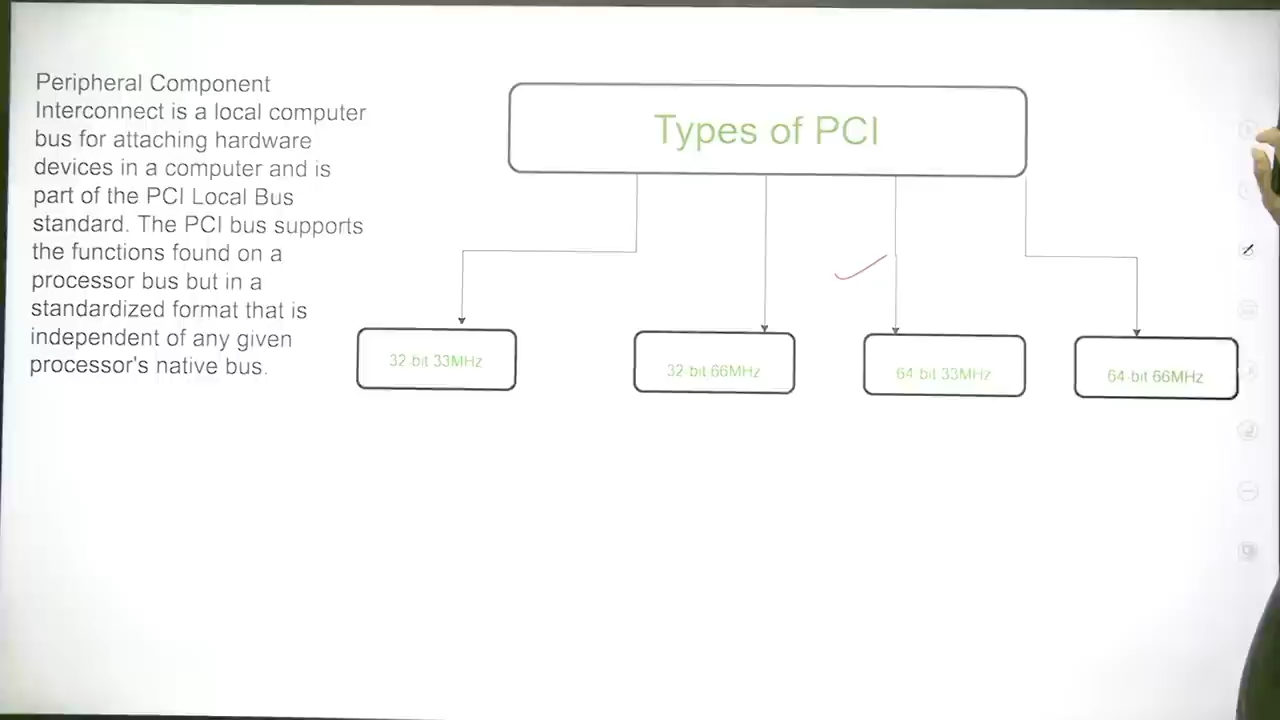 Peripheral Component
Interconnect is a local computer
bus for attaching hardware
devices in a computer and is
part of the PCI Local Bus
standard. The PCI bus supports
the functions found on a
processor bus but in a
standardized format that is
independent of any given
processor's native bus.
Types of PCI
32-bit 33MHz
32-bit 66MHz
64-bit 33MHz
64-bit 66MHz